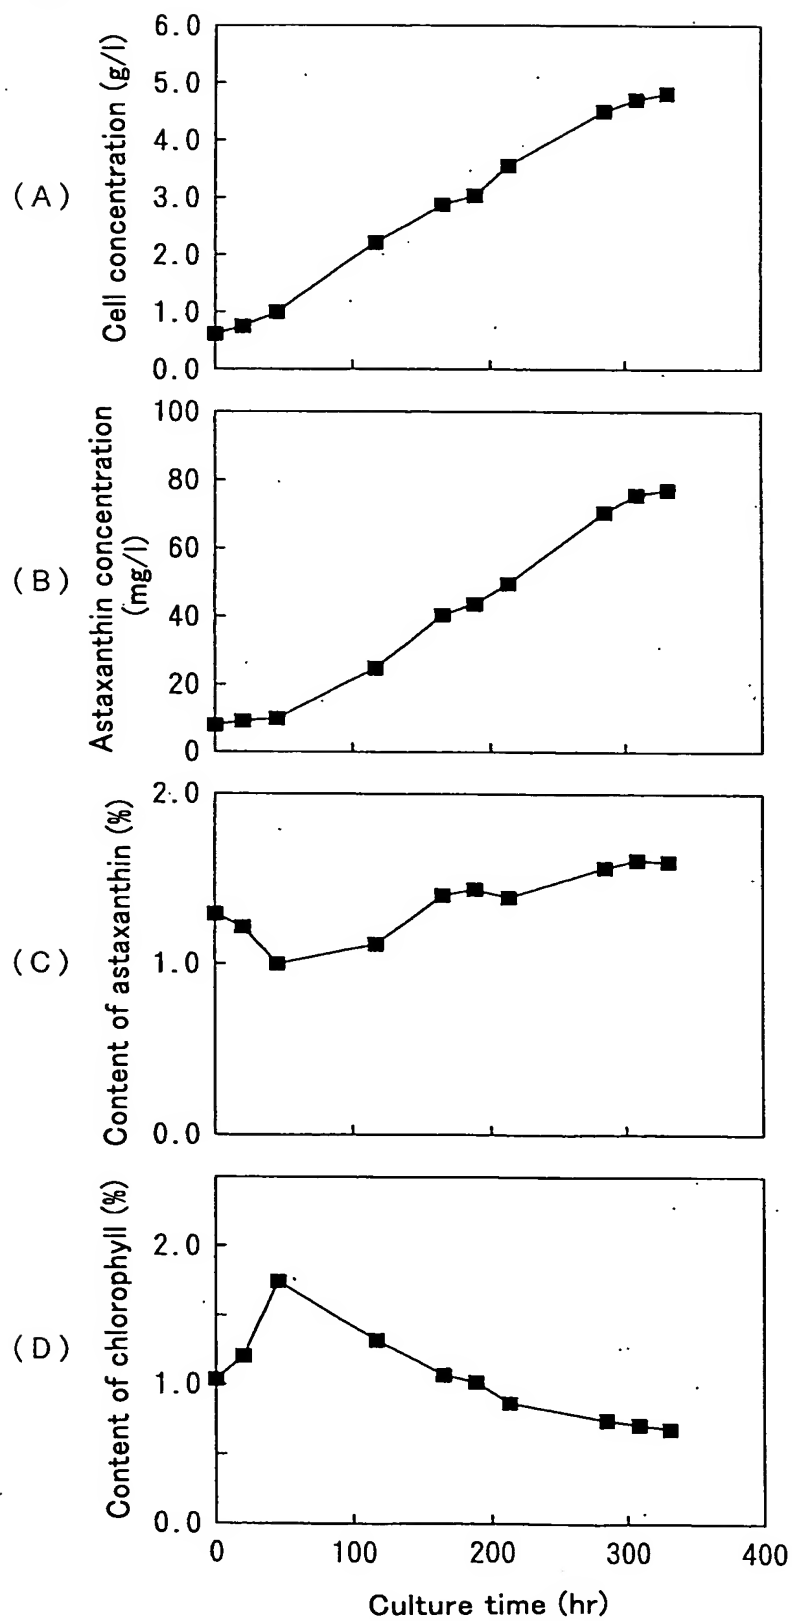 (A)
Cell concentration (g/l)
6.0
5.0
4.0
3.0
2.0
1.0
0.0
(B)
Astaxanthin concentration
(mg/l)
100
80
60
40
20
0
(C)
Content of astaxanthin (%)
2.0
1.0
0.0
(D)
Content of chlorophyll (%)
2.0
1.0
0.0
0 100 200 300 400
Culture time (hr)